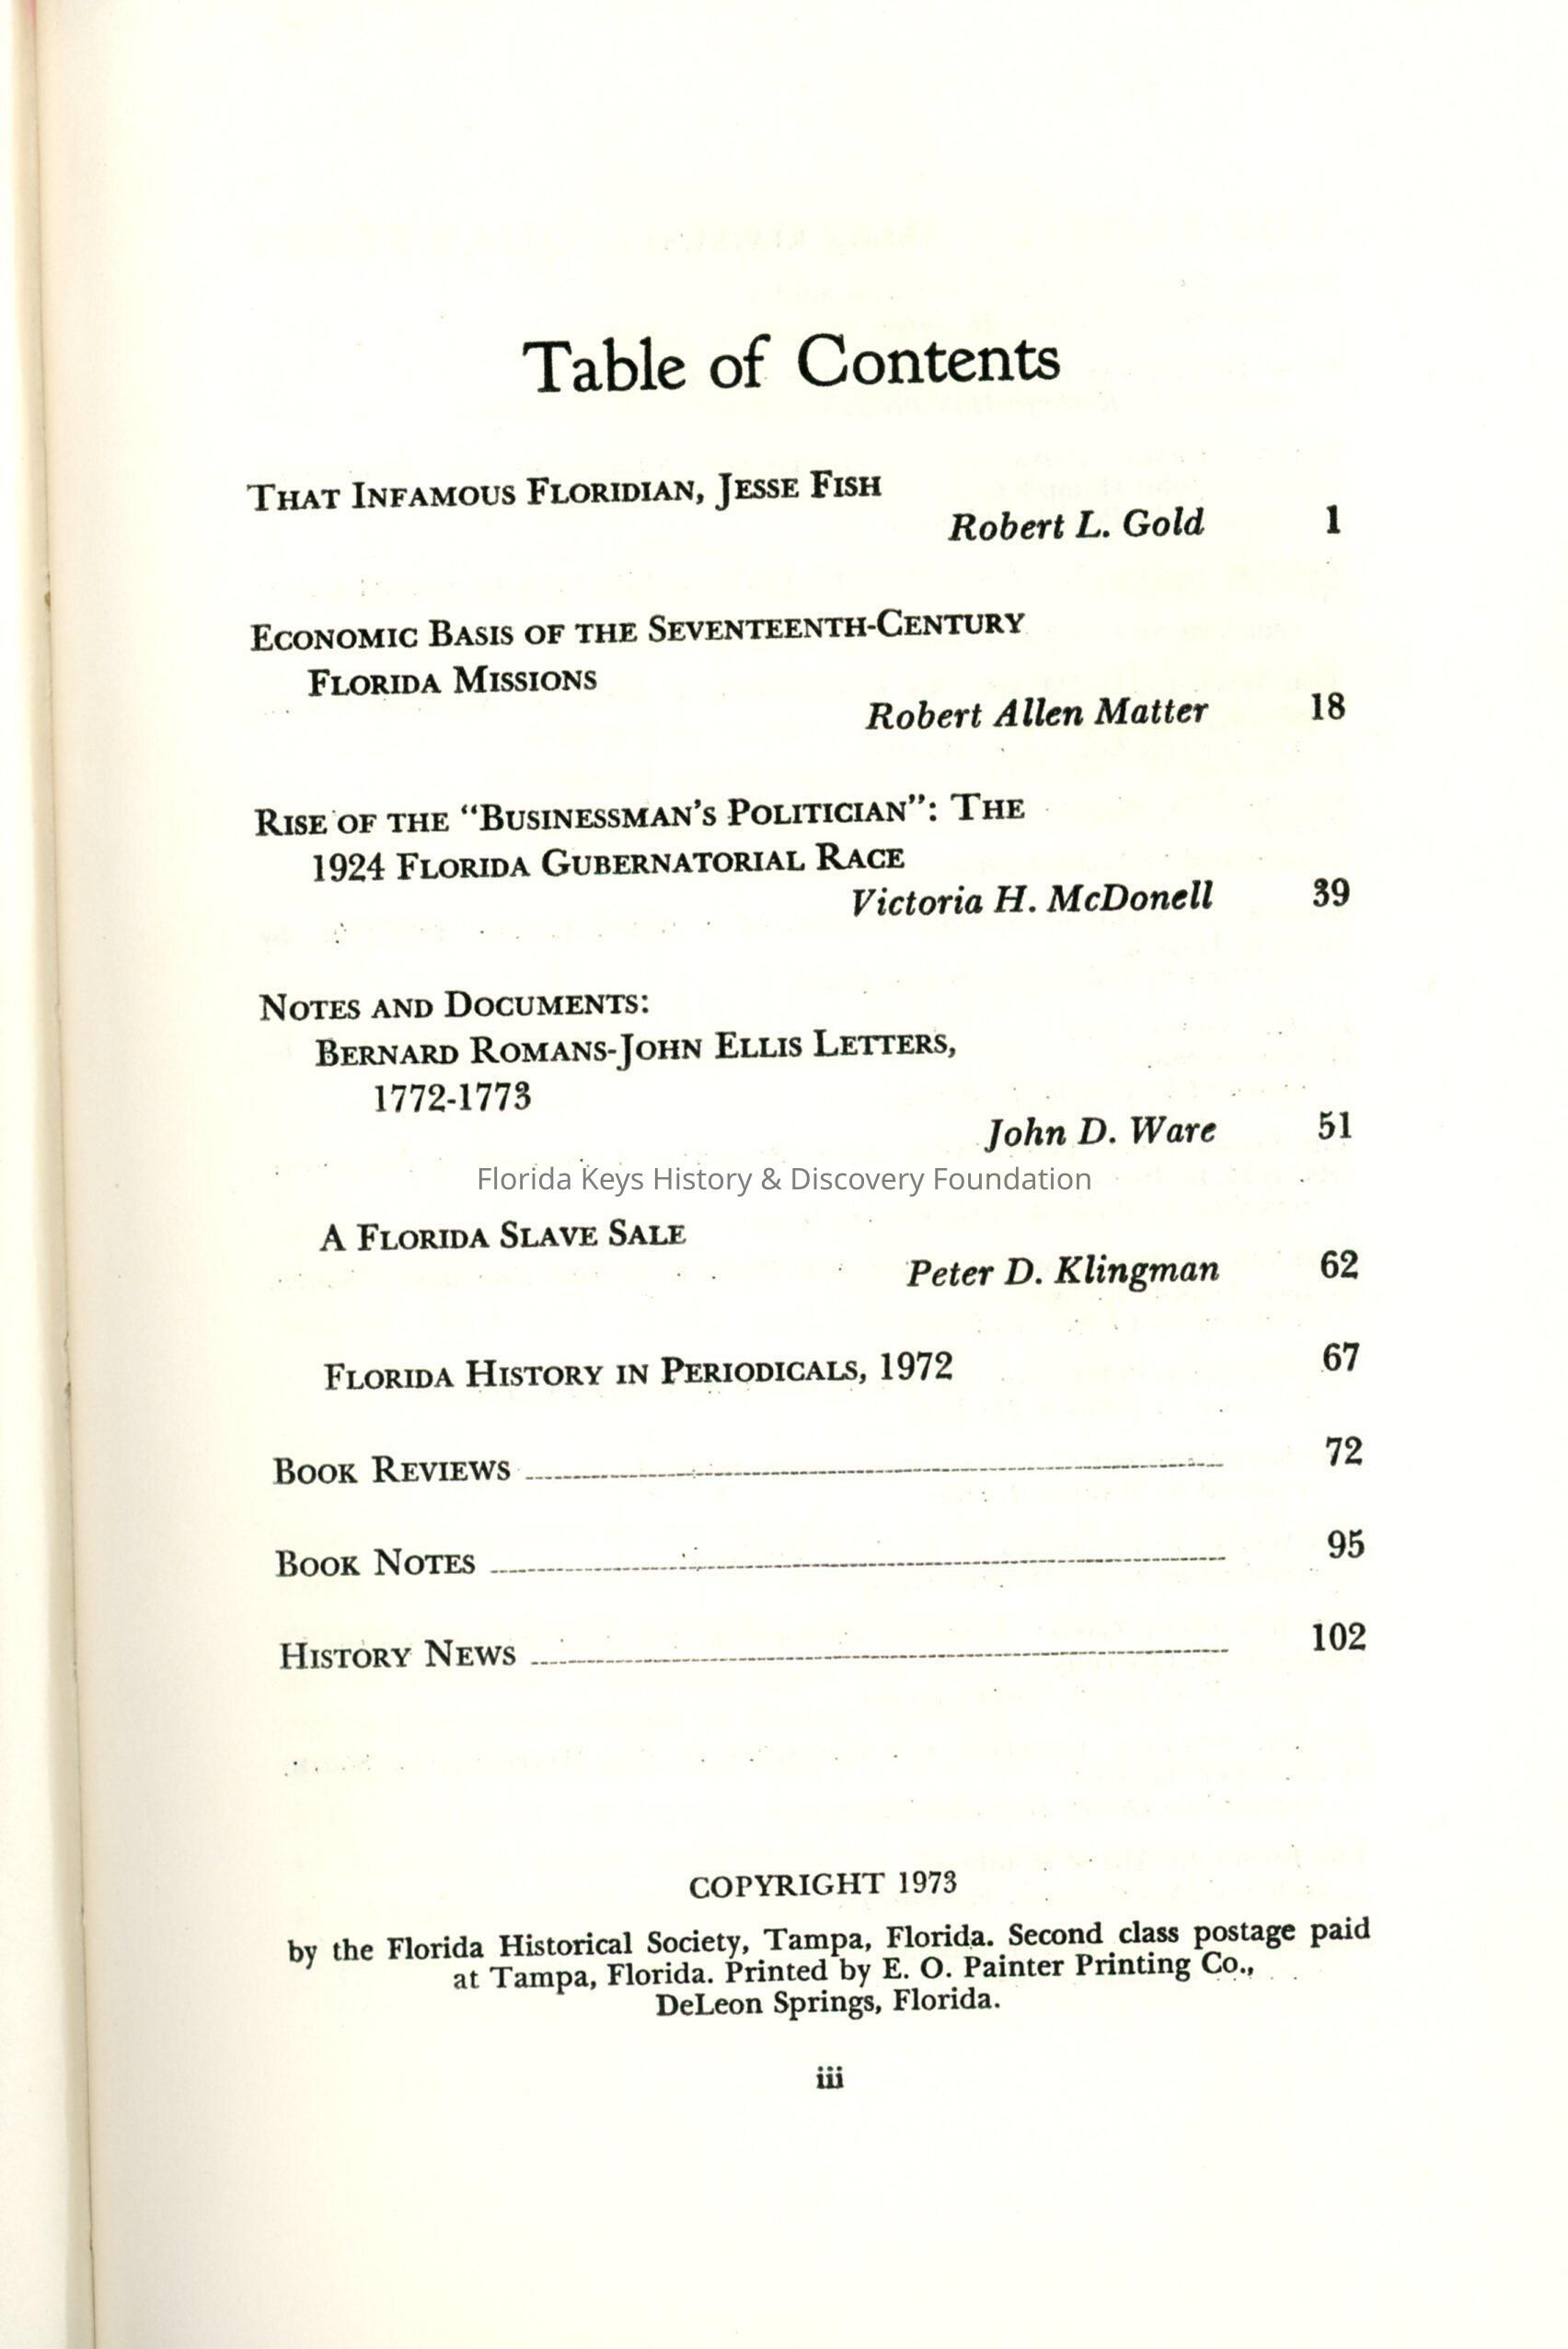 Table of Contents
THAT INFAMOUS FLORIDIAN, JESSE FISH
Robert L. Gold 1
ECONOMIC BASIS OF THE SEVENTEENTH-CENTURY
FLORIDA MISSIONS
Robert Allen Matter 18
RISE OF THE “BUSINESSMAN’S POLITICIAN”: THE
1924 FLORIDA GUBERNATORIAL RACE
Victoria H. McDonell 39
NOTES AND DOCUMENTS:
BERNARD ROMANS-JOHN ELLIS LETTERS,
1772-1773
John D. Ware 51
Florida Keys History & Discovery Foundation
A FLORIDA SLAVE SALE
Peter D. Klingman 62
FLORIDA HISTORY IN PERIODICALS, 1972 67
BOOK REVIEWS 72
BOOK NOTES 95
HISTORY NEWS 102
COPYRIGHT 1973
by the Florida Historical Society, Tampa, Florida. Second class postage paid
at Tampa, Florida. Printed by E. O. Painter Printing Co.,
DeLeon Springs, Florida.
iii